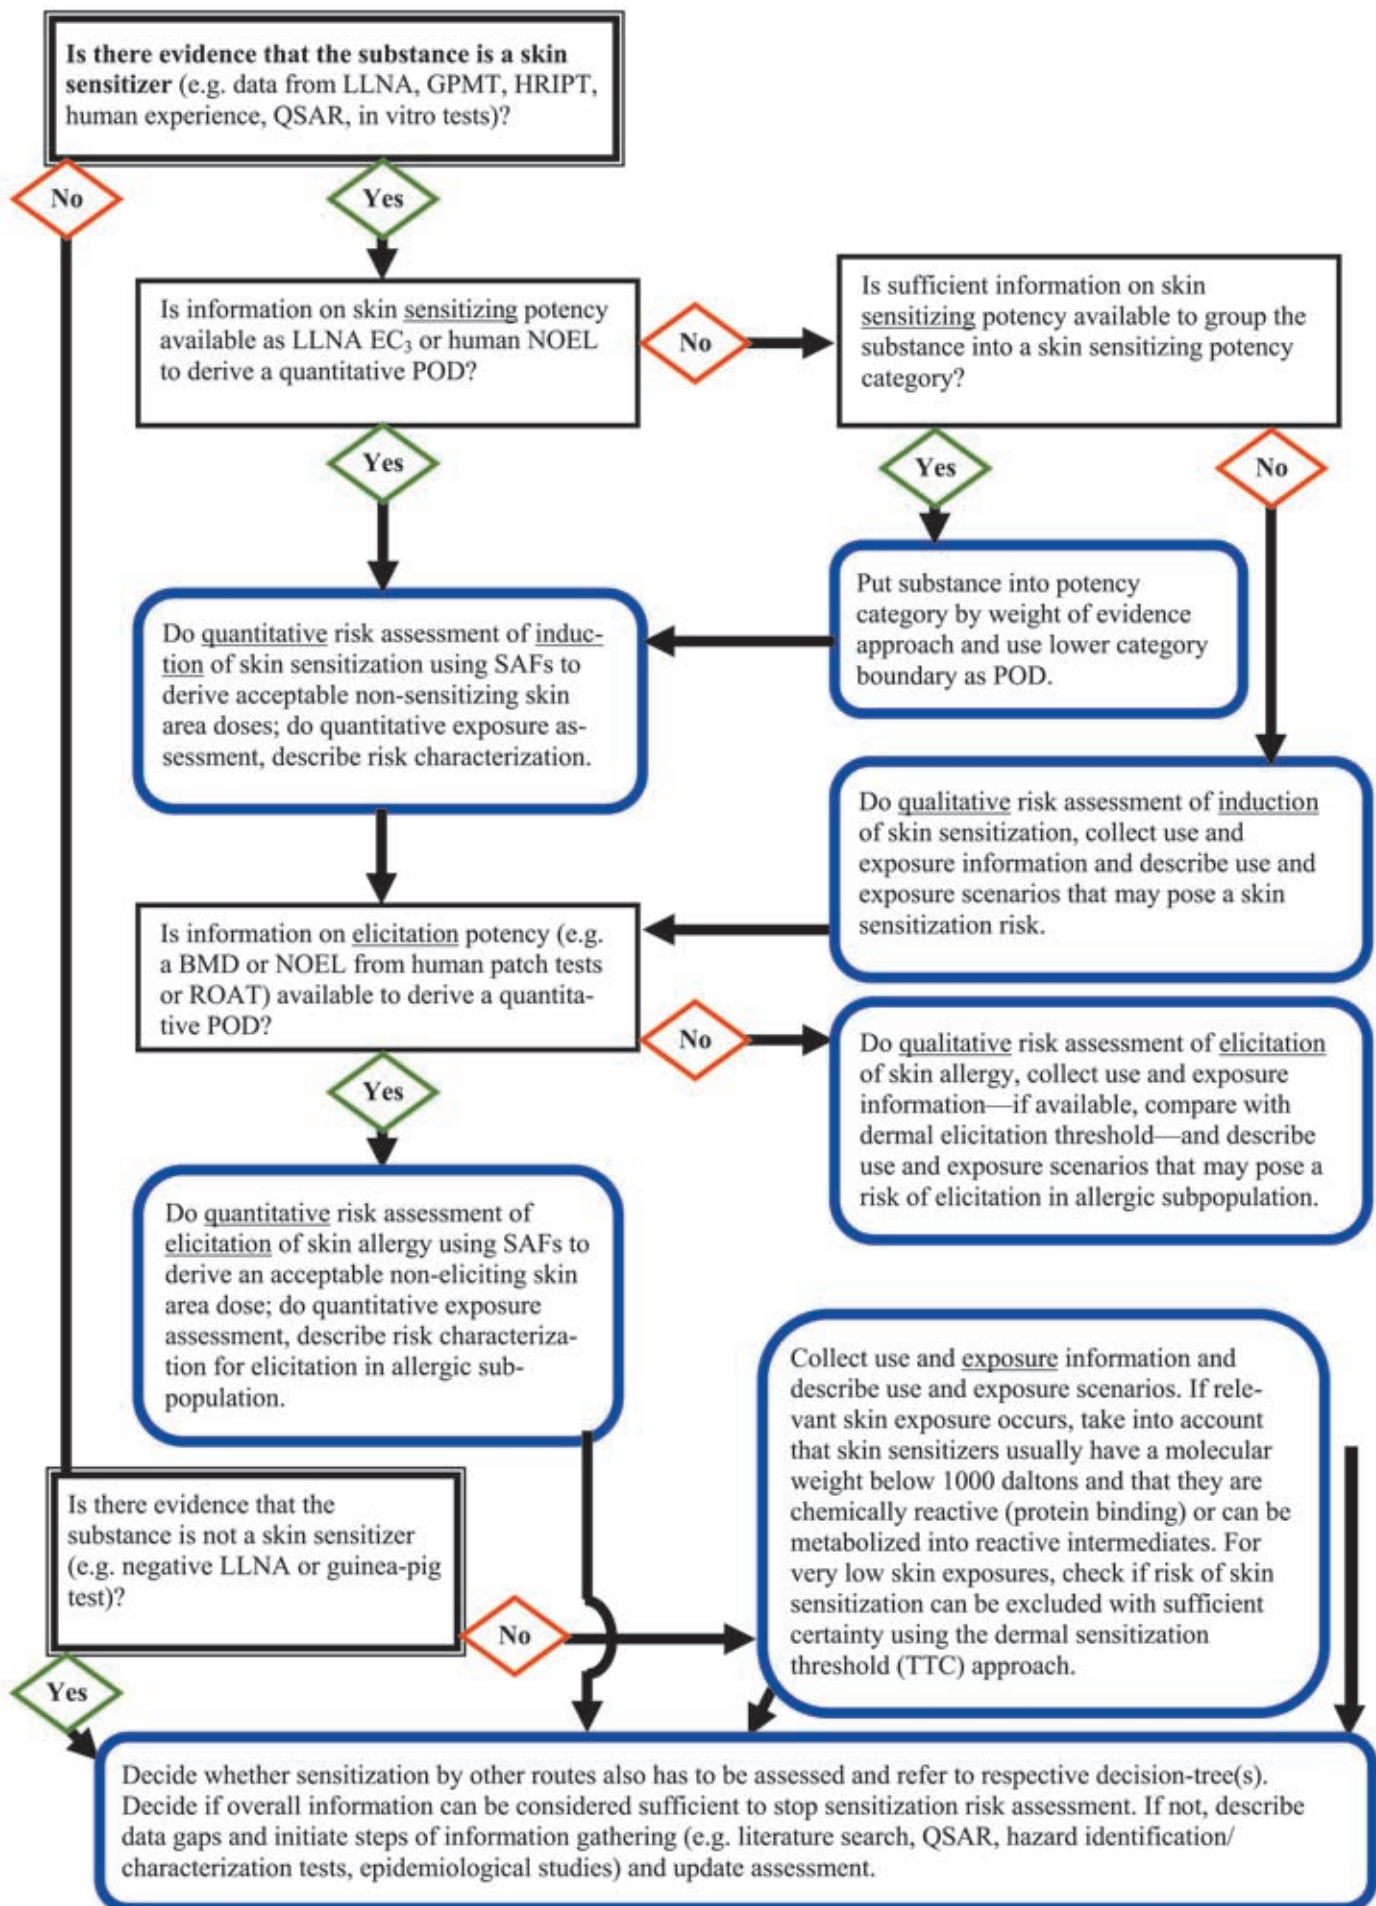 Is there evidence that the substance is a skin
sensitizer (e.g. data from LLNA, GPMT, HRIPT,
human experience, QSAR, in vitro tests)?
No
Yes
Is information on skin sensitizing potency
available as LLNA EC₃ or human NOEL
to derive a quantitative POD?
No
Is sufficient information on skin
sensitizing potency available to group the
substance into a skin sensitizing potency
category?
Yes
Yes
No
Put substance into potency
category by weight of evidence
approach and use lower category
boundary as POD.
Do quantitative risk assessment of induc-
tion of skin sensitization using SAFs to
derive acceptable non-sensitizing skin
area doses; do quantitative exposure as-
sessment, describe risk characterization.
Do qualitative risk assessment of induction
of skin sensitization, collect use and
exposure information and describe use and
exposure scenarios that may pose a skin
sensitization risk.
Is information on elicitation potency (e.g.
a BMD or NOEL from human patch tests
or ROAT) available to derive a quantita-
tive POD?
No
Yes
Do qualitative risk assessment of elicitation
of skin allergy, collect use and exposure
information—if available, compare with
dermal elicitation threshold—and describe
use and exposure scenarios that may pose a
risk of elicitation in allergic subpopulation.
Do quantitative risk assessment of
elicitation of skin allergy using SAFs to
derive an acceptable non-eliciting skin
area dose; do quantitative exposure
assessment, describe risk characteriza-
tion for elicitation in allergic sub-
population.
Collect use and exposure information and
describe use and exposure scenarios. If rele-
vant skin exposure occurs, take into account
that skin sensitizers usually have a molecular
weight below 1000 daltons and that they are
chemically reactive (protein binding) or can be
metabolized into reactive intermediates. For
very low skin exposures, check if risk of skin
sensitization can be excluded with sufficient
certainty using the dermal sensitization
threshold (TTC) approach.
Is there evidence that the
substance is not a skin sensitizer
(e.g. negative LLNA or guinea-pig
test)?
No
Yes
Decide whether sensitization by other routes also has to be assessed and refer to respective decision-tree(s).
Decide if overall information can be considered sufficient to stop sensitization risk assessment. If not, describe
data gaps and initiate steps of information gathering (e.g. literature search, QSAR, hazard identification/
characterization tests, epidemiological studies) and update assessment.